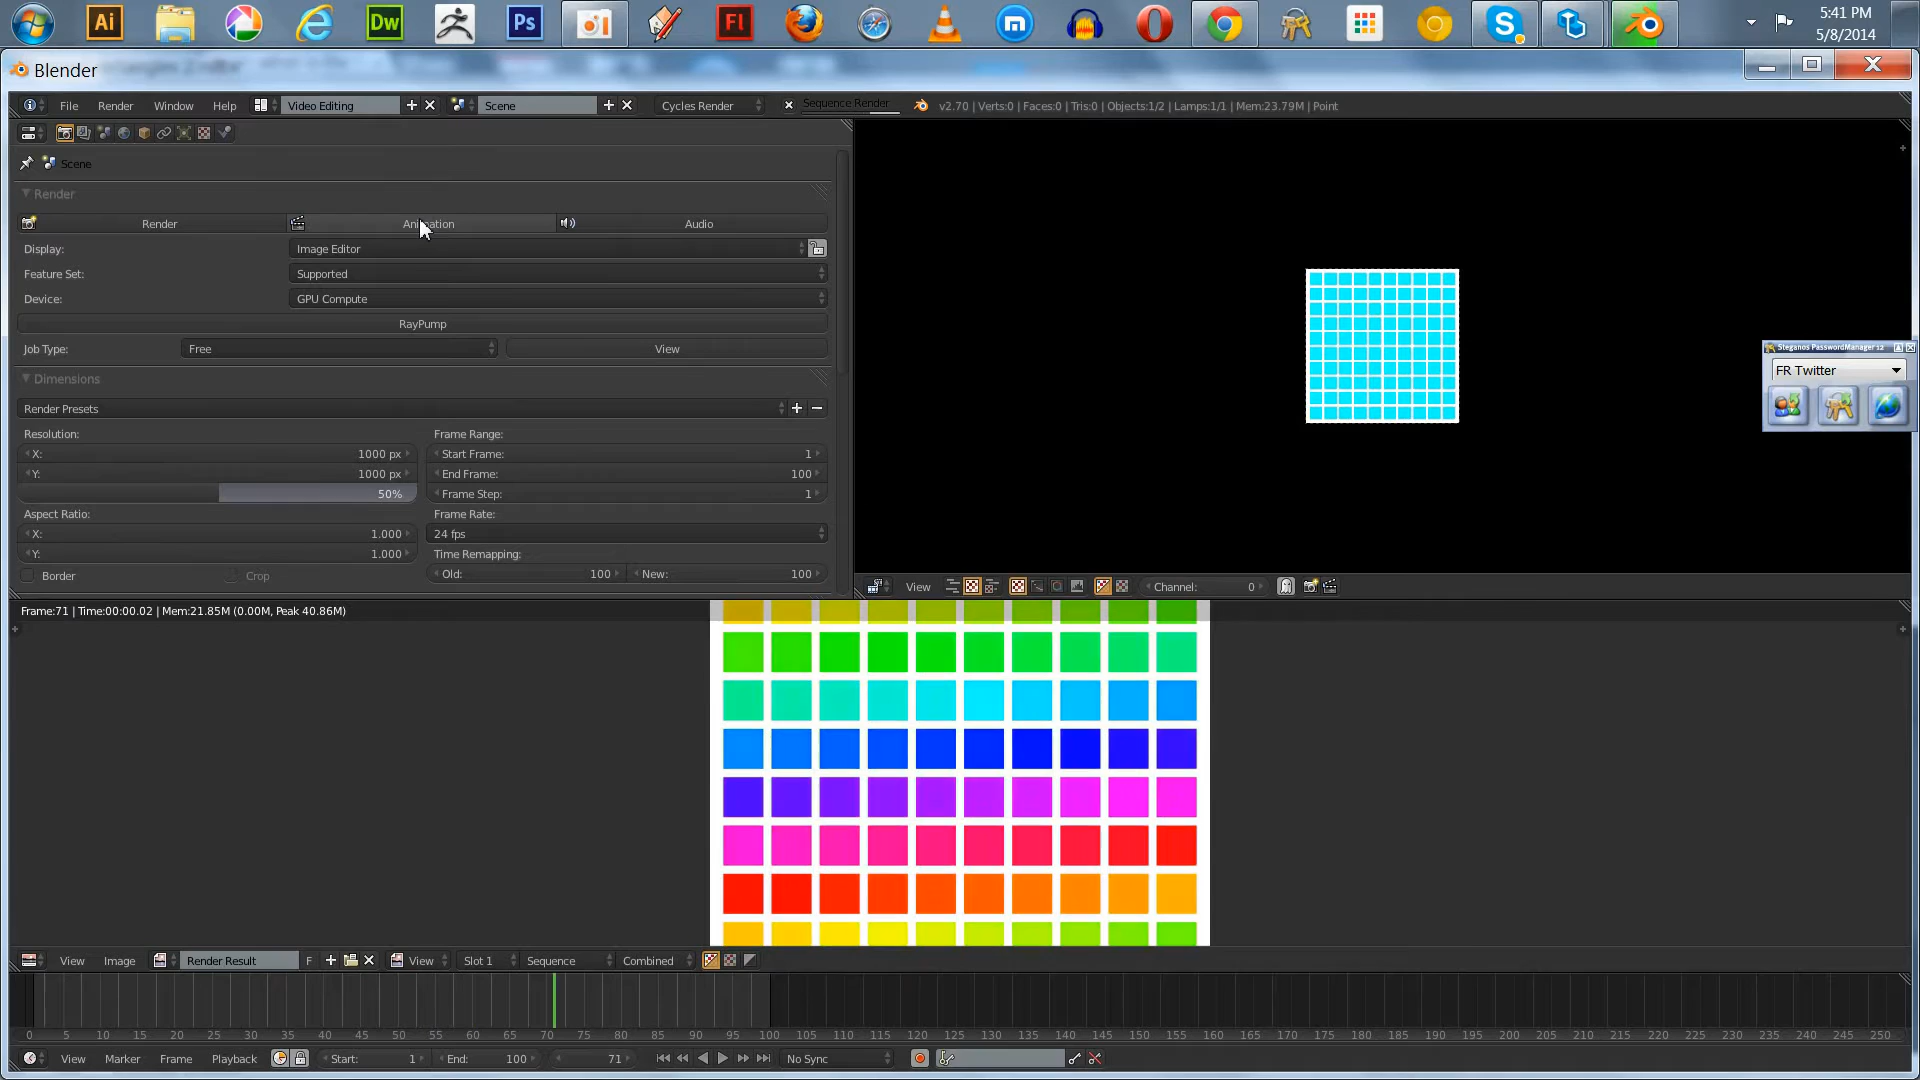 Ai
Dw
Ps
Fl
5:41 PM
5/8/2014
Blender
File Render Window Help Video Editing Scene Cycles Render Sequence Render v2.70 | Verts:0 | Faces:0 | Tris:0 | Objects:1/2 | Lamps:1/1 | Mem:23.79M | Point
Scene
Render
Render Animation Audio
Display: Image Editor
Feature Set: Supported
Device: GPU Compute
RayPump
Job Type: Free View
Dimensions
Render Presets
Resolution: Frame Range:
X: 1000 px Start Frame: 1
Y: 1000 px End Frame: 100
50% Frame Step: 1
Aspect Ratio: Frame Rate:
X: 1.000 24 fps
Y: 1.000 Time Remapping:
Border Crop Old: 100 New: 100
Steganos PasswordManager 12
FR Twitter
View Channel: 0
Frame:71 | Time:00:00.02 | Mem:21.85M (0.00M, Peak 40.86M)
View Image Render Result F View Slot 1 Sequence Combined
0 5 10 15 20 25 30 35 40 45 50 55 60 65 70 75 80 85 90 95 100 105 110 115 120 125 130 135 140 145 150 155 160 165 170 175 180 185 190 195 200 205 210 215 220 225 230 235 240 245 250
View Marker Frame Playback Start: 1 End: 100 71 No Sync